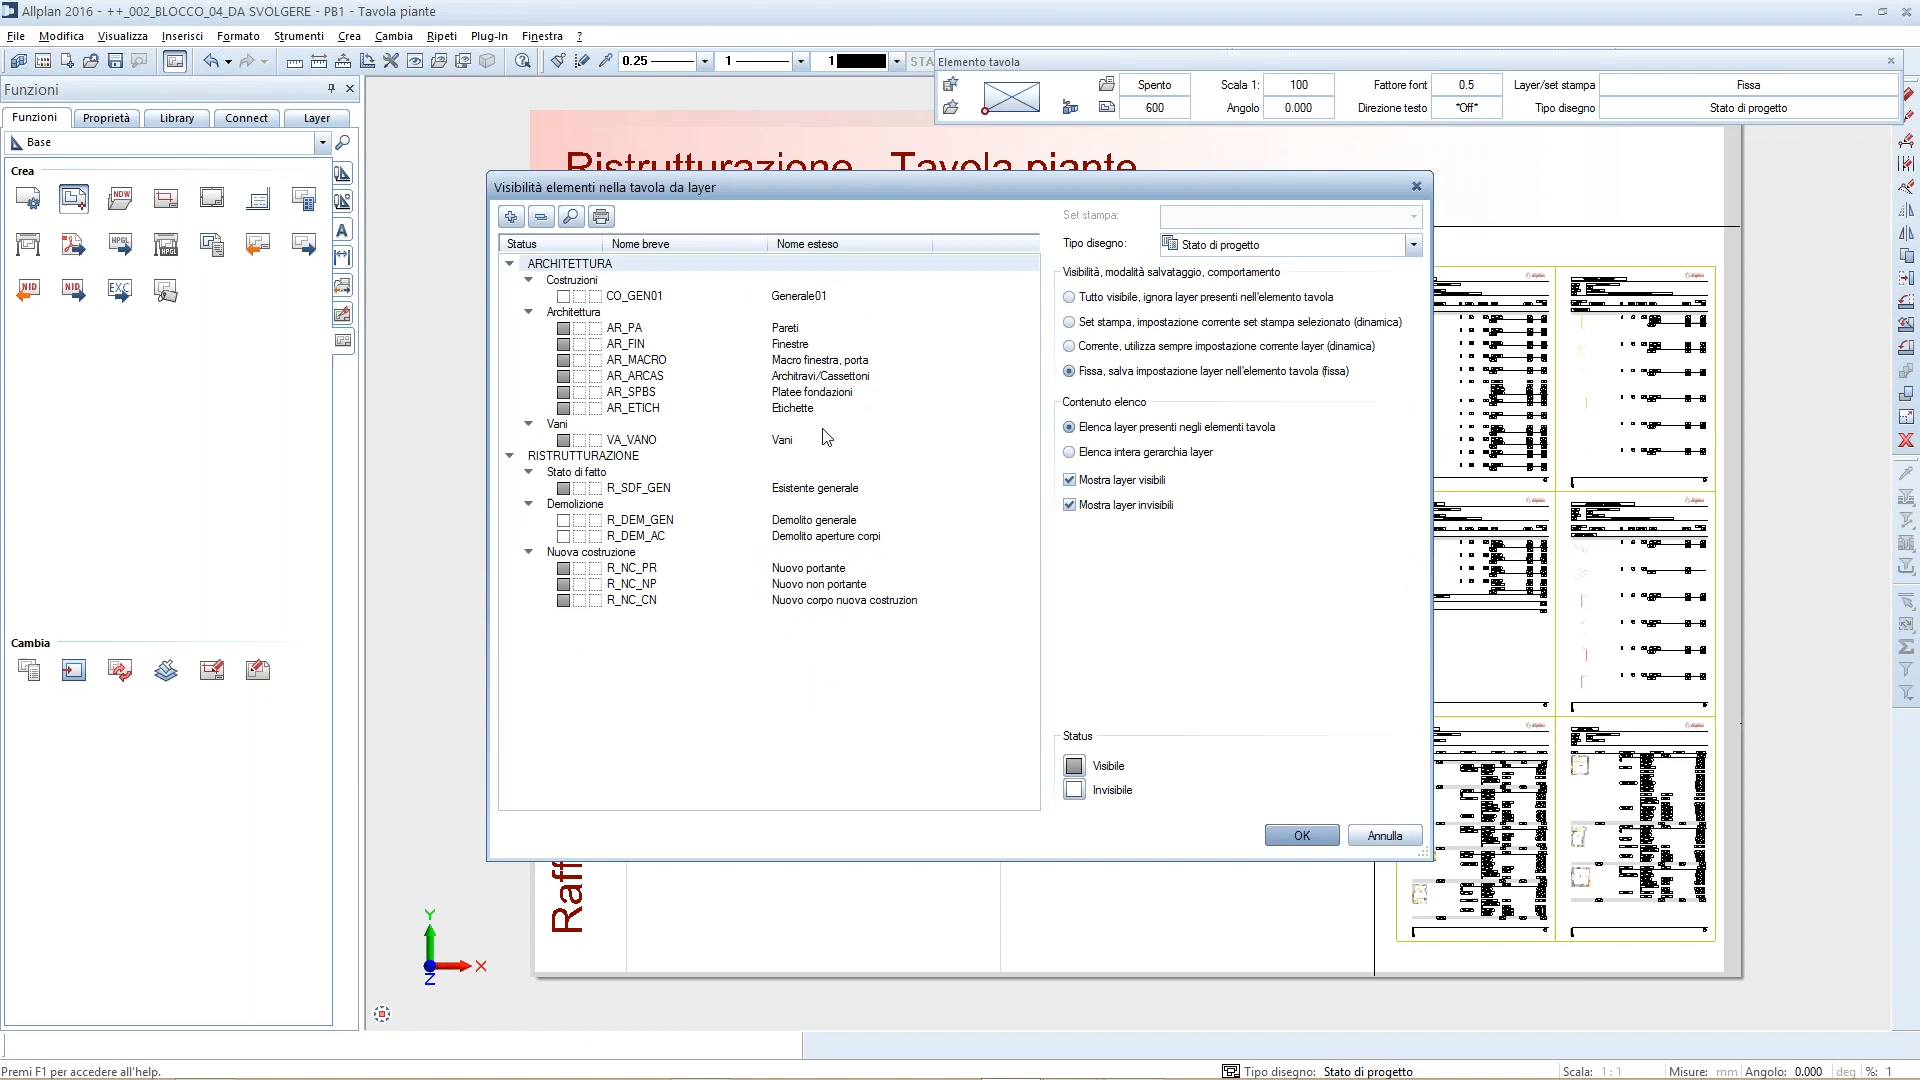 Allplan 2016 - ++_002_BLOCCO_04_DA SVOLGERE - PB1 - Tavola piante
File Modifica Visualizza Inserisci Formato Strumenti Crea Cambia Ripeti Plug-In Finestra ?
0.25 1 1 STA
Elemento tavola
Spento Scala 1: 100 Fattore font 0.5 Layer/set stampa Fissa
600 Angolo 0.000 Direzione testo *Off* Tipo disegno Stato di progetto
Funzioni
Funzioni Proprietà Library Connect Layer
Base
Crea
NDW
HPGL
HPGL
NID NID EXC
Cambia
Ristrutturazione - Tavola piante
Visibilità elementi nella tavola da layer
Status Nome breve Nome esteso
ARCHITETTURA
Costruzioni
CO_GEN01 Generale01
Architettura
AR_PA Pareti
AR_FIN Finestre
AR_MACRO Macro finestra, porta
AR_ARCAS Architravi/Cassettoni
AR_SPBS Platee fondazioni
AR_ETICH Etichette
Vani
VA_VANO Vani
RISTRUTTURAZIONE
Stato di fatto
R_SDF_GEN Esistente generale
Demolizione
R_DEM_GEN Demolito generale
R_DEM_AC Demolito aperture corpi
Nuova costruzione
R_NC_PR Nuovo portante
R_NC_NP Nuovo non portante
R_NC_CN Nuovo corpo nuova costruzion
Set stampa:
Tipo disegno: Stato di progetto
Visibilità, modalità salvataggio, comportamento
Tutto visibile, ignora layer presenti nell'elemento tavola
Set stampa, impostazione corrente set stampa selezionato (dinamica)
Corrente, utilizza sempre impostazione corrente layer (dinamica)
Fissa, salva impostazione layer nell'elemento tavola (fissa)
Contenuto elenco
Elenca layer presenti negli elementi tavola
Elenca intera gerarchia layer
Mostra layer visibili
Mostra layer invisibili
Status
Visibile
Invisibile
OK Annulla
Raff
Y
X
Z
Premi F1 per accedere all'help.
Tipo disegno: Stato di progetto Scala: 1 : 1 Misure: mm Angolo: 0.000 deg %: 1